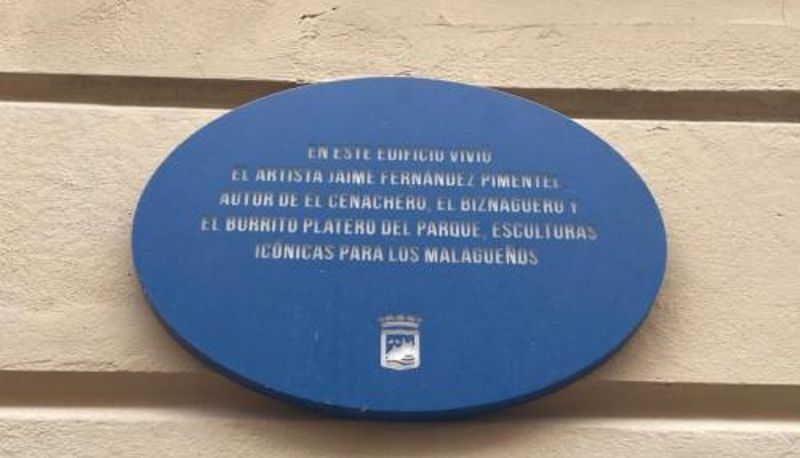 EN ESTE EDIFICIO VIVIÓ
EL ARTISTA JAIME FERNÁNDEZ PIMENTEL,
AUTOR DE EL CENACHERO, EL BIZNAGUERO Y
EL BURRITO PLATERO DEL PARQUE, ESCULTURAS
ICÓNICAS PARA LOS MALAGUEÑOS